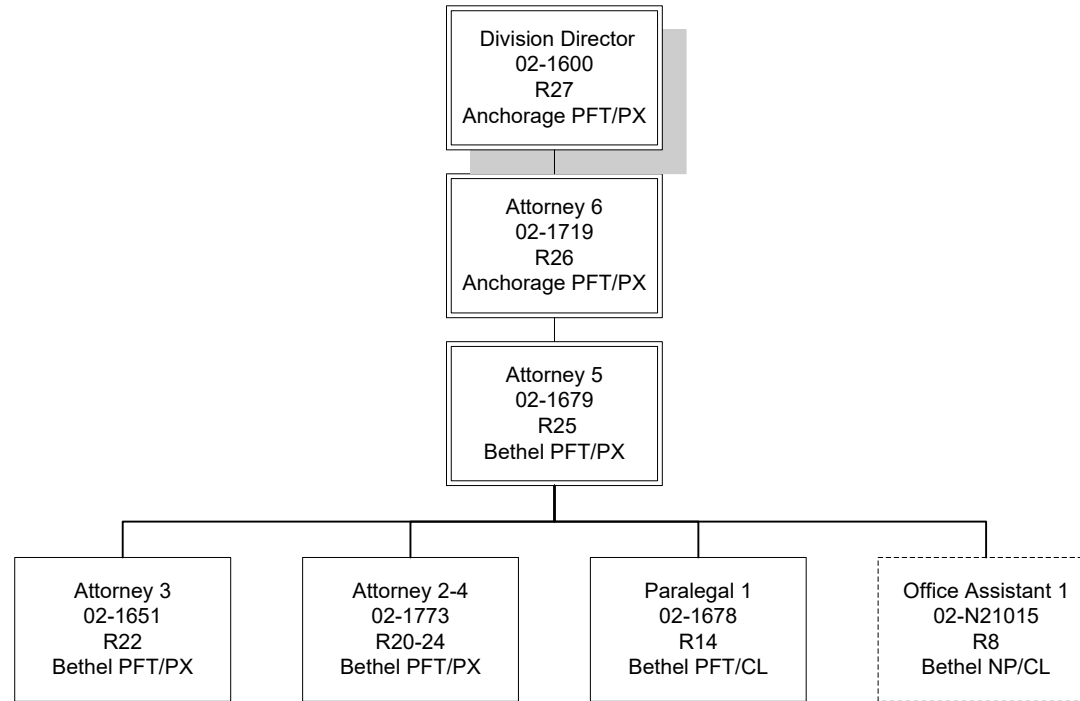 Division Director
02-1600
R27
Anchorage PFT/PX
Attorney 6
02-1719
R26
Anchorage PFT/PX
Attorney 5
02-1679
R25
Bethel PFT/PX
Attorney 3
02-1651
R22
Bethel PFT/PX
Attorney 2-4
02-1773
R20-24
Bethel PFT/PX
Paralegal 1
02-1678
R14
Bethel PFT/CL
Office Assistant 1
02-N21015
R8
Bethel NP/CL